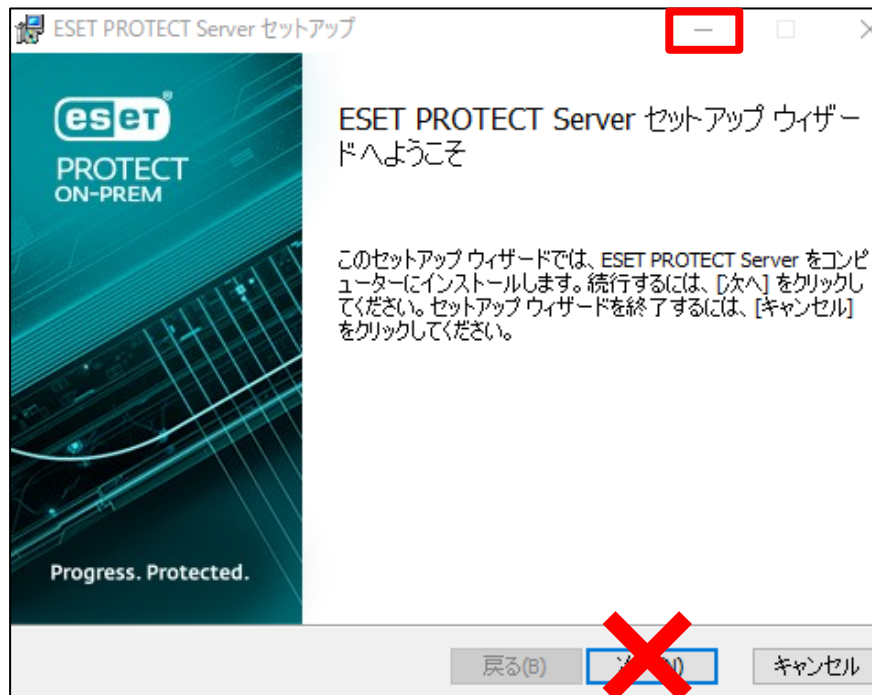 ESET PROTECT Server セットアップ
eset®
PROTECT
ON-PREM
Progress. Protected.
ESET PROTECT Server セットアップ ウィザー
ドへようこそ
このセットアップ ウィザードでは、ESET PROTECT Server をコンピ
ューターにインストールします。続行するには、[次へ] をクリックし
てください。セットアップ ウィザードを終了するには、[キャンセル]
をクリックしてください。
戻る(B)
キャンセル